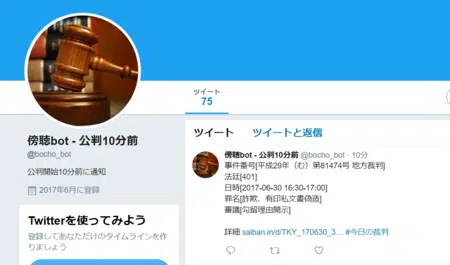 ツイート
75
傍聴bot - 公判10分前
@bocho_bot
公判開始10分前に通知
2017年6月に登録
Twitterを使ってみよう
登録してあなただけのタイムラインを作
りましょう
ツイート ツイートと返信
傍聴bot - 公判10分前 @bocho_bot · 10分
事件番号[平成29年（む）第81474号 地方裁判]
法廷[401]
日時[2017-06-30 16:30-17:00]
罪名[詐欺、有印私文書偽造]
審議[勾留理由開示]
詳細 saiban.in/d/TKY_170630_3... #今日の裁判